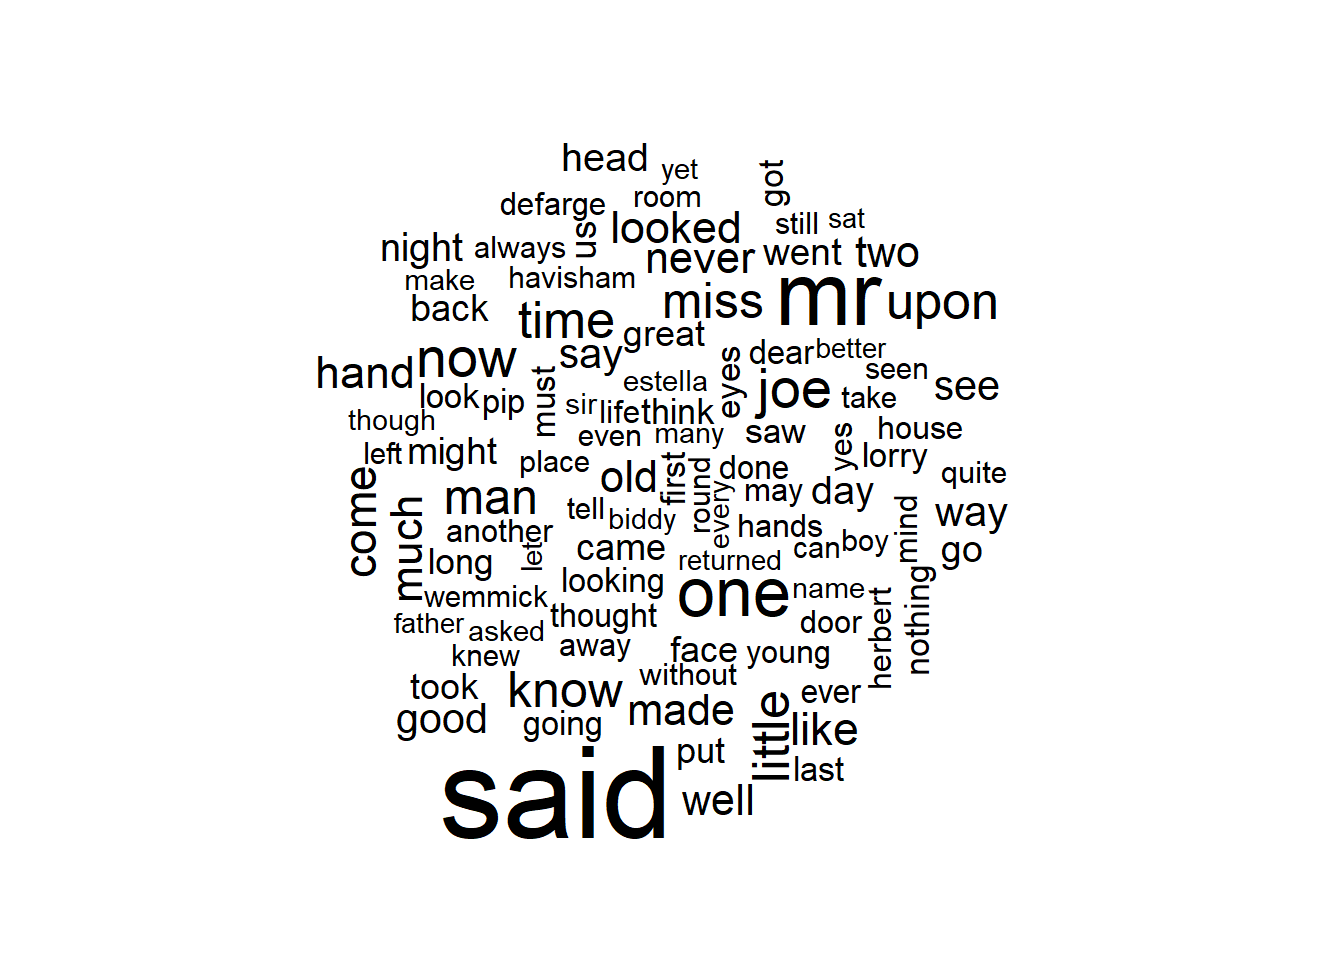 head
yet
got
defarge
room
night
always
us
looked
still
sat
never
went
two
make
havisham
back
time
miss
mr
upon
great
now
say
dear
better
hand
look
pip
must
sir
estella
life
think
eyes
joe
take
seen
see
though
even
many
saw
yes
house
left
might
place
old
first
round
done
lorry
quite
come
much
man
tell
biddy
every
may
day
mind
way
another
let
came
hands
can
boy
go
long
looking
returned
one
name
wemmick
thought
door
herbert
nothing
father
asked
knew
away
face
young
without
took
know
ever
good
going
made
little
like
said
put
last
well